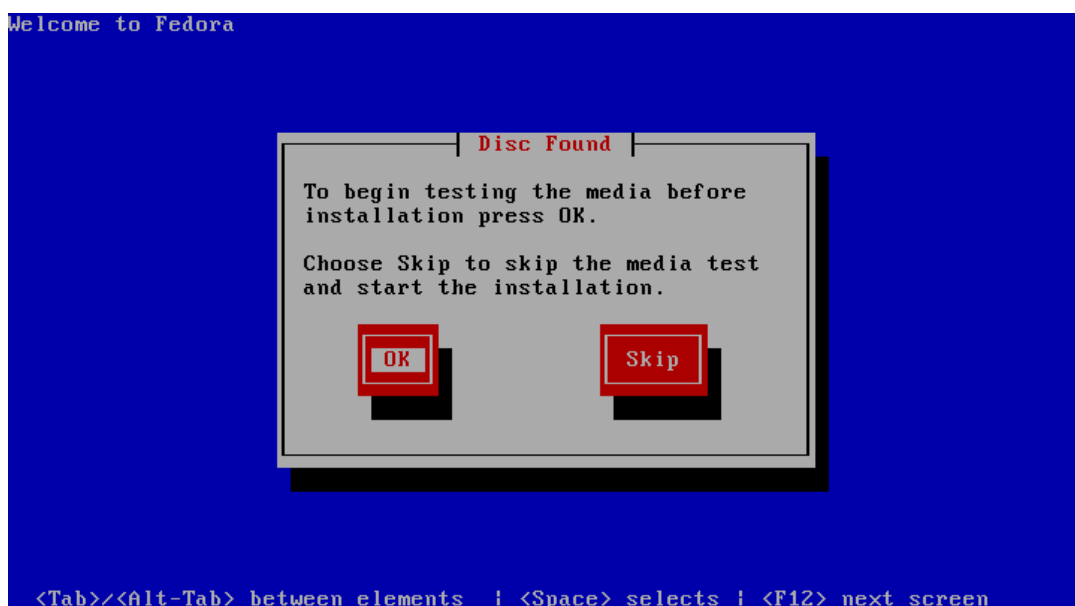 Welcome to Fedora
Disc Found
To begin testing the media before
installation press OK.
Choose Skip to skip the media test
and start the installation.
OK Skip
<Tab>/<Alt-Tab> between elements | <Space> selects | <F12> next screen